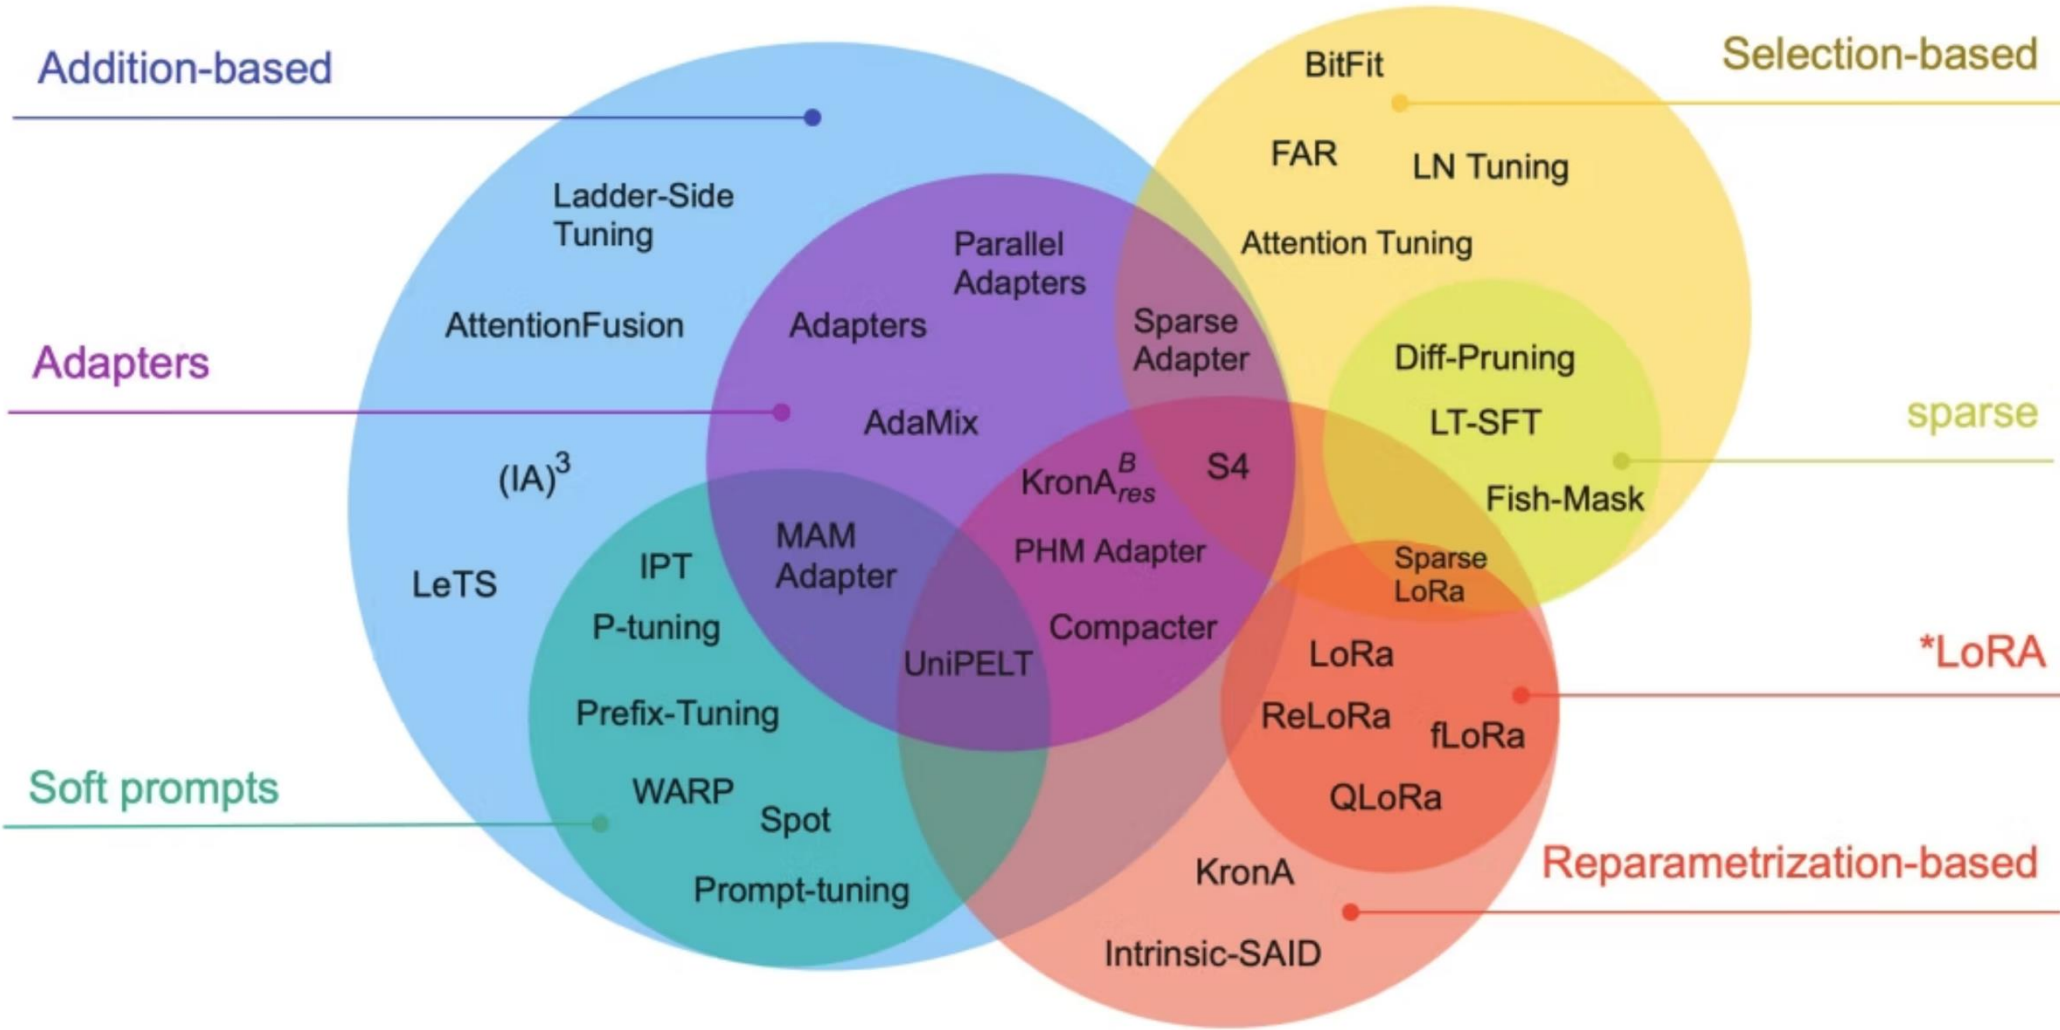 Addition-based
Selection-based
BitFit
FAR
LN Tuning
Ladder-Side
Tuning
Attention Tuning
Parallel
Adapters
AttentionFusion
Adapters
Sparse
Adapter
Adapters
Diff-Pruning
sparse
AdaMix
LT-SFT
(IA)³
KronA^B_res
S4
Fish-Mask
MAM
Adapter
IPT
PHM Adapter
Sparse
LoRa
LeTS
P-tuning
Compacter
UniPELT
LoRa
*LoRA
Prefix-Tuning
ReLoRa
fLoRa
Soft prompts
WARP
Spot
QLoRa
Prompt-tuning
KronA
Reparametrization-based
Intrinsic-SAID